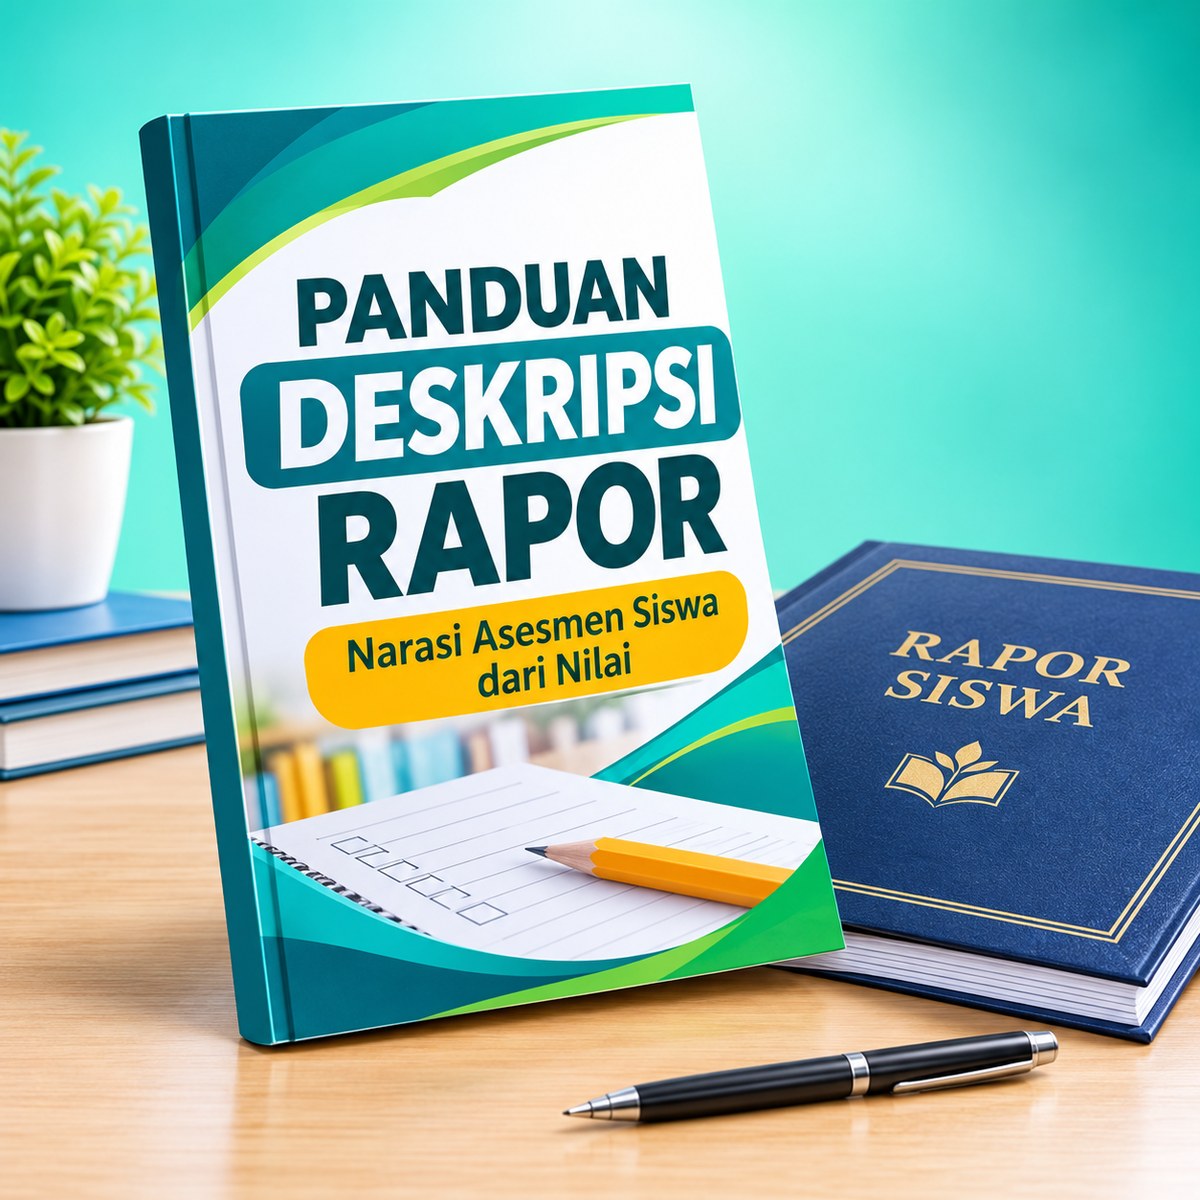 PANDUAN
DESKRIPSI
RAPOR
Narasi Asesmen Siswa
dari Nilai
RAPOR
SISWA